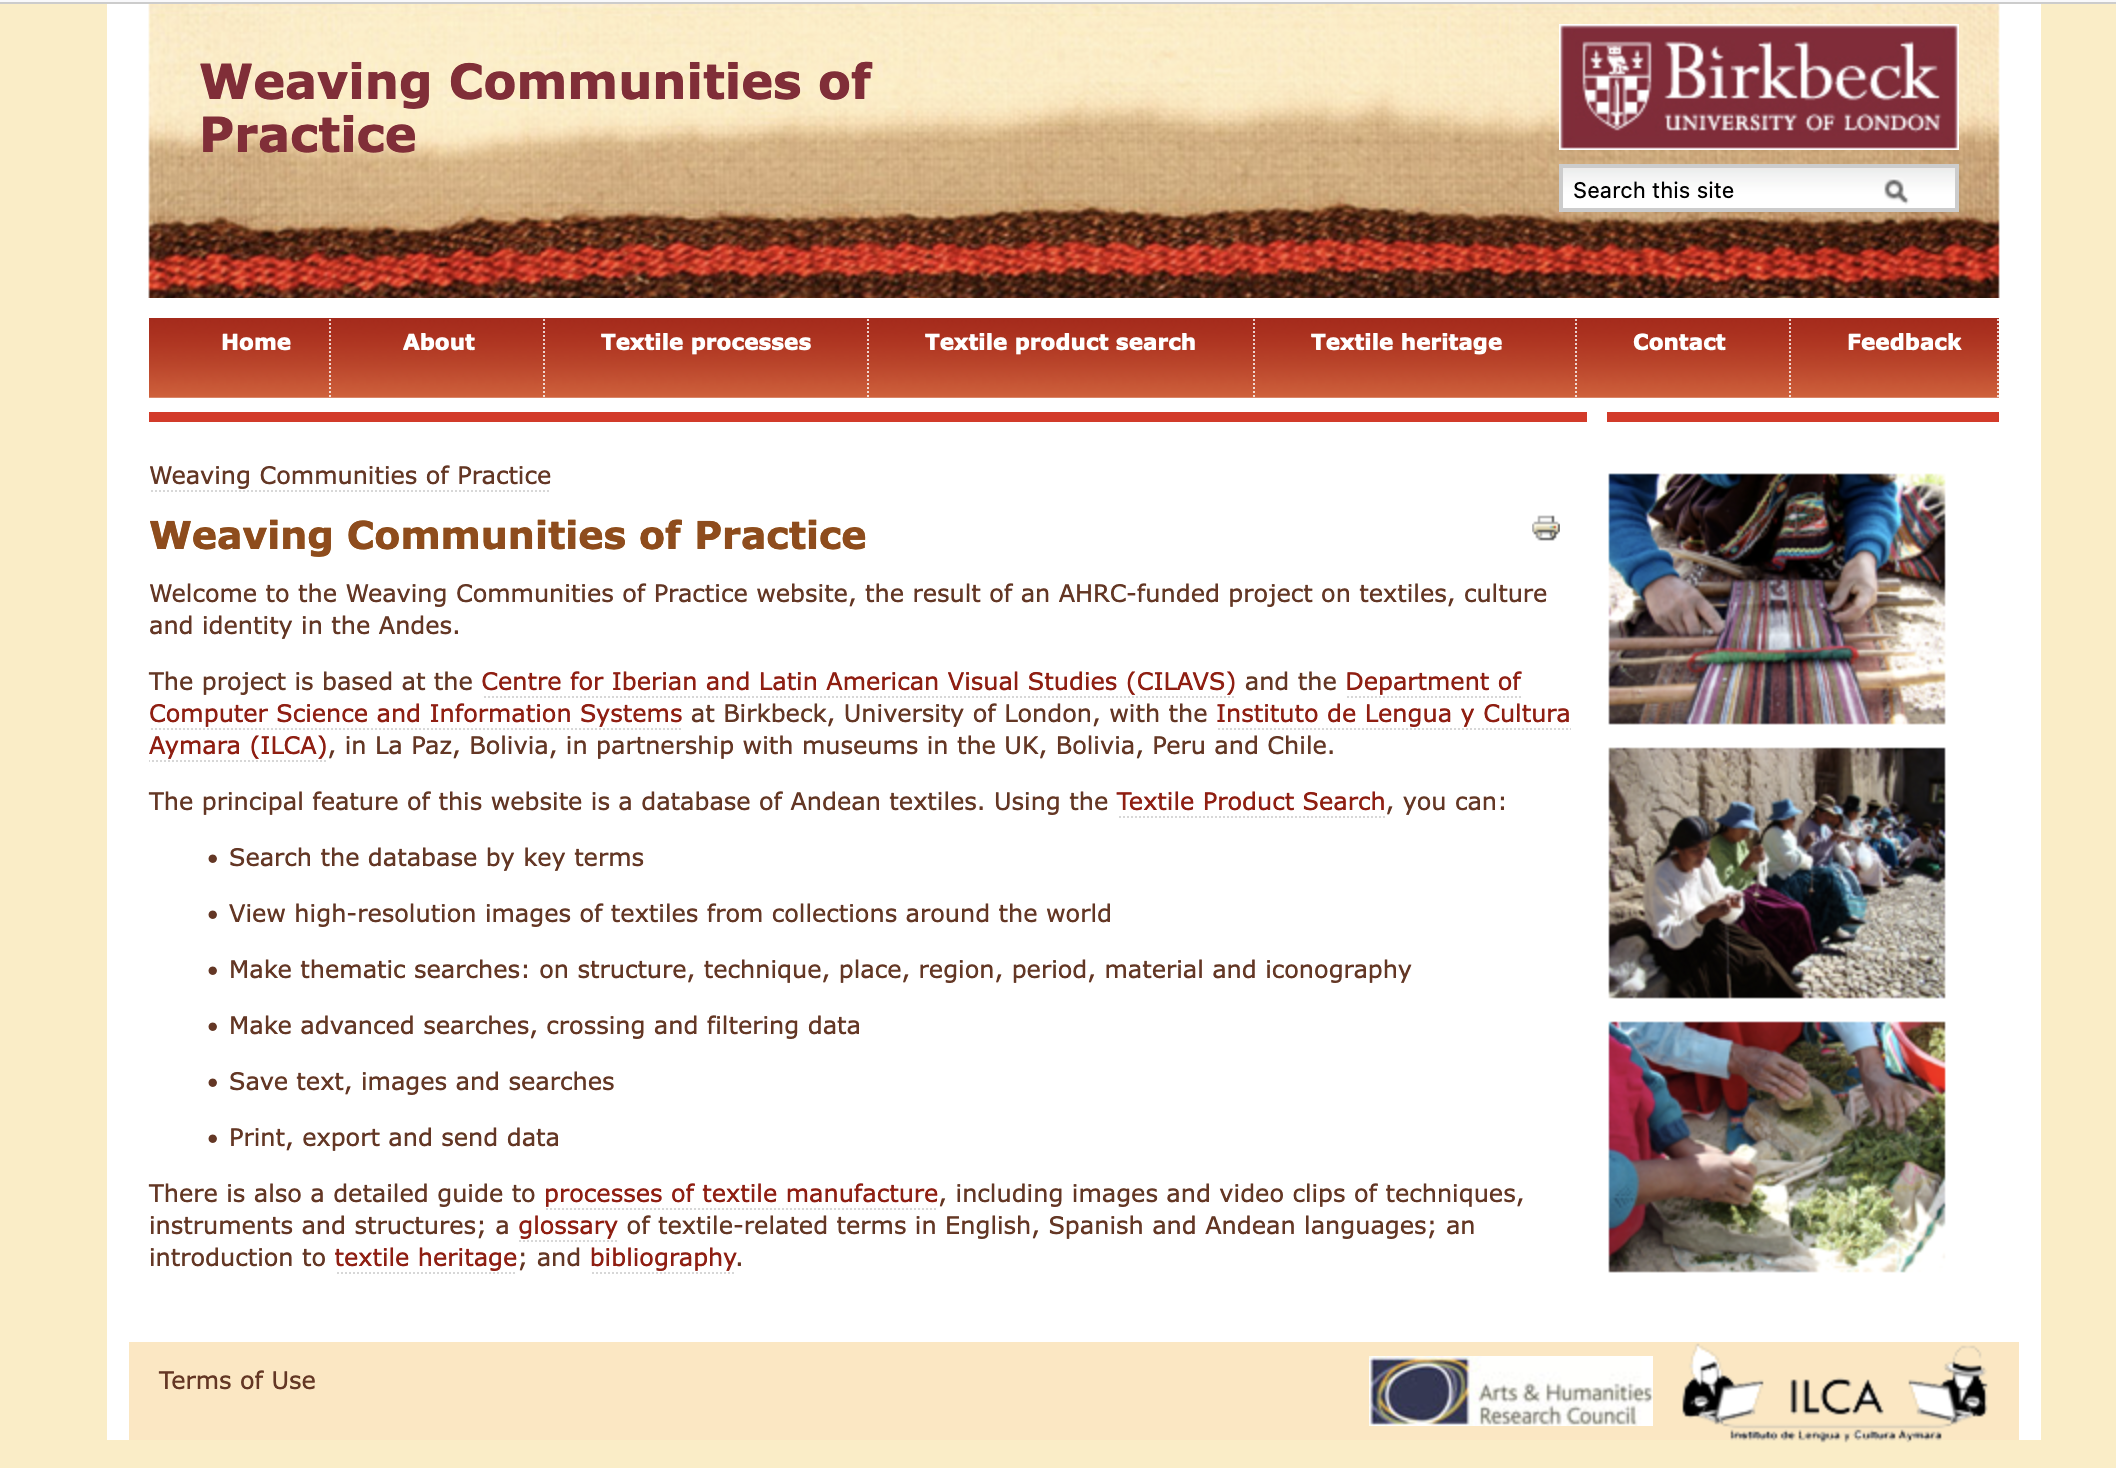 Weaving Communities of
Practice
Birkbeck
UNIVERSITY OF LONDON
Search this site
Home
About
Textile processes
Textile product search
Textile heritage
Contact
Feedback
Weaving Communities of Practice
Weaving Communities of Practice
Welcome to the Weaving Communities of Practice website, the result of an AHRC-funded project on textiles, culture
and identity in the Andes.
The project is based at the Centre for Iberian and Latin American Visual Studies (CILAVS) and the Department of
Computer Science and Information Systems at Birkbeck, University of London, with the Instituto de Lengua y Cultura
Aymara (ILCA), in La Paz, Bolivia, in partnership with museums in the UK, Bolivia, Peru and Chile.
The principal feature of this website is a database of Andean textiles. Using the Textile Product Search, you can:
• Search the database by key terms
• View high-resolution images of textiles from collections around the world
• Make thematic searches: on structure, technique, place, region, period, material and iconography
• Make advanced searches, crossing and filtering data
• Save text, images and searches
• Print, export and send data
There is also a detailed guide to processes of textile manufacture, including images and video clips of techniques,
instruments and structures; a glossary of textile-related terms in English, Spanish and Andean languages; an
introduction to textile heritage; and bibliography.
Terms of Use
Arts & Humanities
Research Council
ILCA
Instituto de Lengua y Cultura Aymara